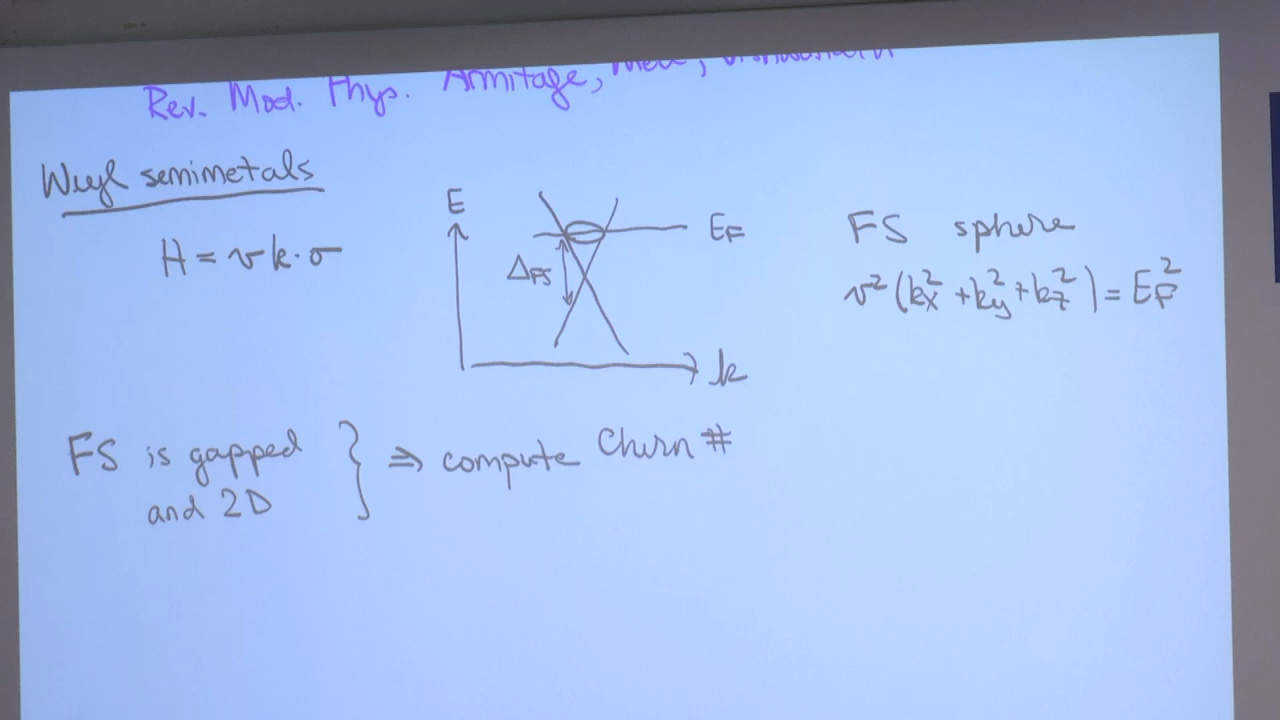 Rev. Mod. Phys. Armitage,
Weyl semimetals
H = v k · σ
E
E_F
Δ_FS
k
FS sphere
v² (k_x² + k_y² + k_z²) = E_F²
FS is gapped
and 2D
} ⇒ compute Chern #